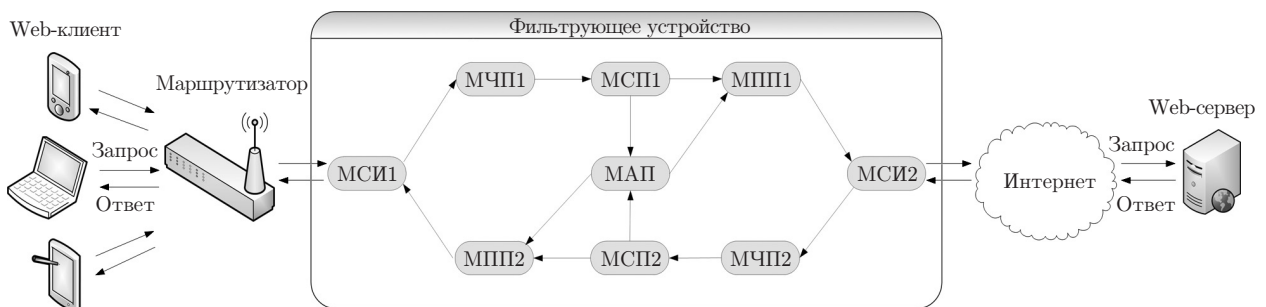 Фильтрующее устройство
Web-клиент
Маршрутизатор
Запрос
Ответ
МСИ1
МЧП1
МСП1
МПП1
МАП
МПП2
МСП2
МЧП2
МСИ2
Интернет
Web-сервер
Запрос
Ответ